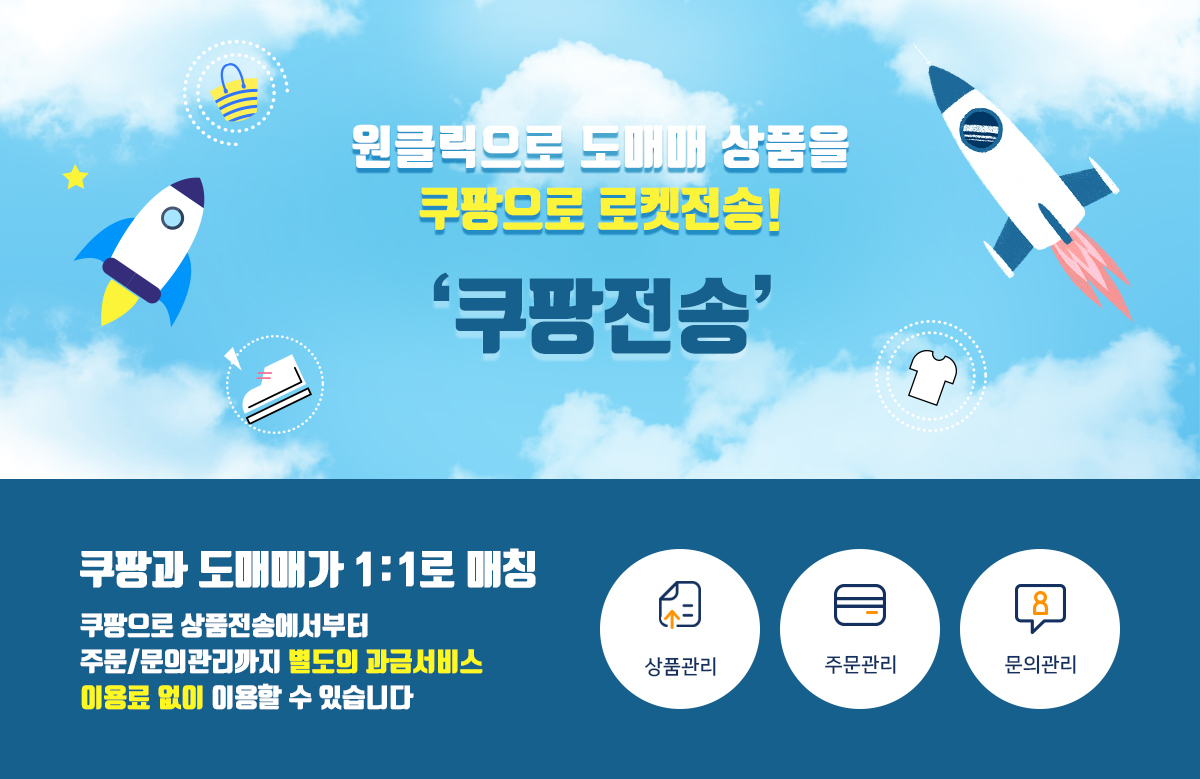 원클릭으로 도매매 상품을
쿠팡으로 로켓전송!
‘쿠팡전송’
쿠팡과 도매매가 1:1로 매칭
쿠팡으로 상품전송에서부터
주문/문의관리까지 별도의 과금서비스
이용료 없이 이용할 수 있습니다
상품관리
주문관리
문의관리